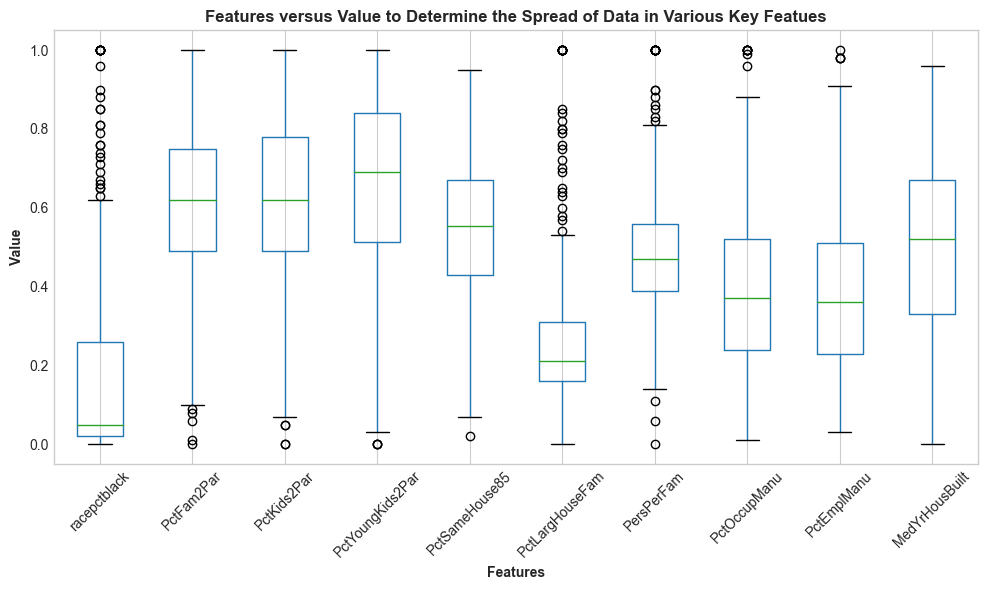 Features versus Value to Determine the Spread of Data in Various Key Featues
1.0
0.8
0.6
0.4
0.2
0.0
Value
racepctblack
PctFam2Par
PctKids2Par
PctYoungKids2Par
PctSameHouse85
PctLargHouseFam
PersPerFam
PctOccupManu
PctEmplManu
MedYrHousBuilt
Features